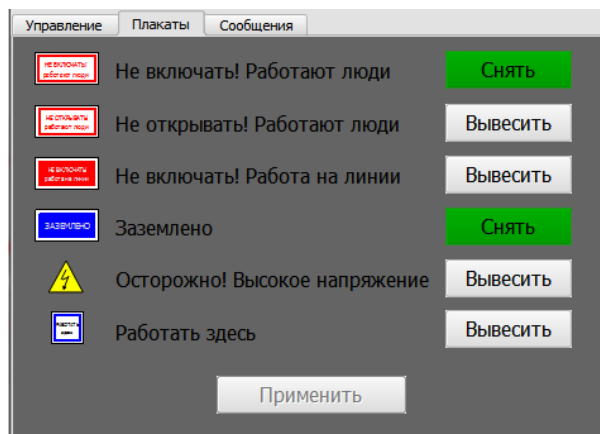 Управление Плакаты Сообщения
НЕ ВКЛЮЧАТЬ!
работают люди
Не включать! Работают люди Снять
НЕ ОТКРЫВАТЬ!
работают люди
Не открывать! Работают люди Вывесить
НЕ ВКЛЮЧАТЬ!
работа на линии
Не включать! Работа на линии Вывесить
ЗАЗЕМЛЕНО Заземлено Снять
Осторожно! Высокое напряжение Вывесить
Работать здесь Вывесить
Применить